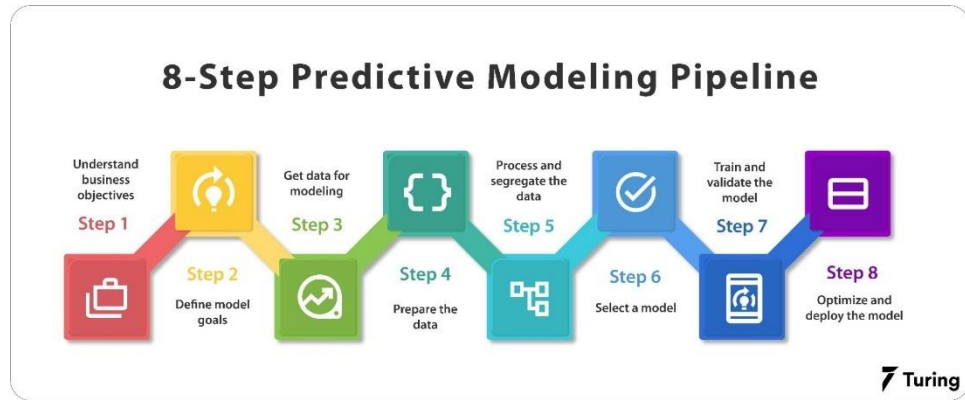 8-Step Predictive Modeling Pipeline
Understand
business
objectives
Step 1
Step 2
Define model
goals
Get data for
modeling
Step 3
Step 4
Prepare the
data
Process and
segregate the
data
Step 5
Step 6
Select a model
Train and
validate the
model
Step 7
Step 8
Optimize and
deploy the model
Turing